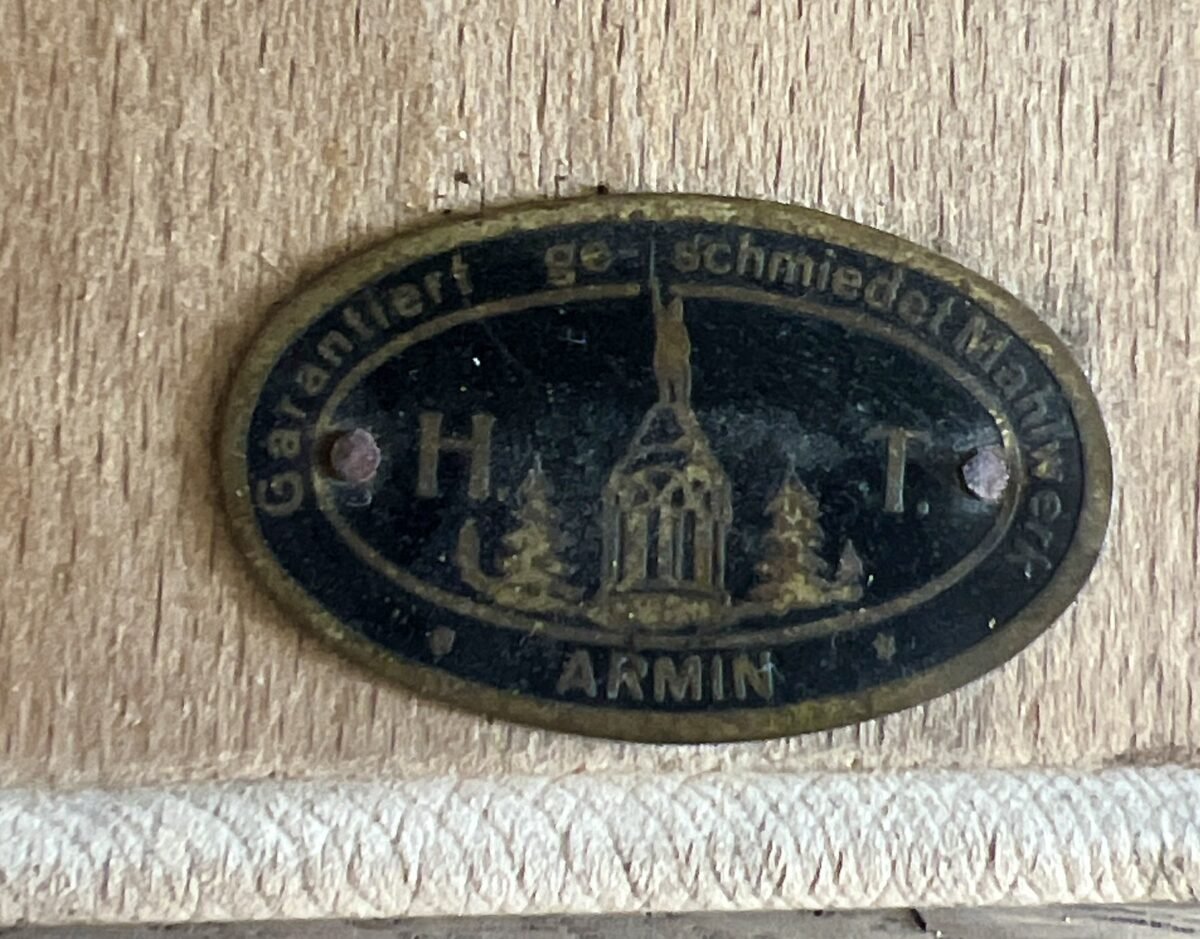 Garantiert ge-schmiedet Mahlwerk
H. T.
ARMIN